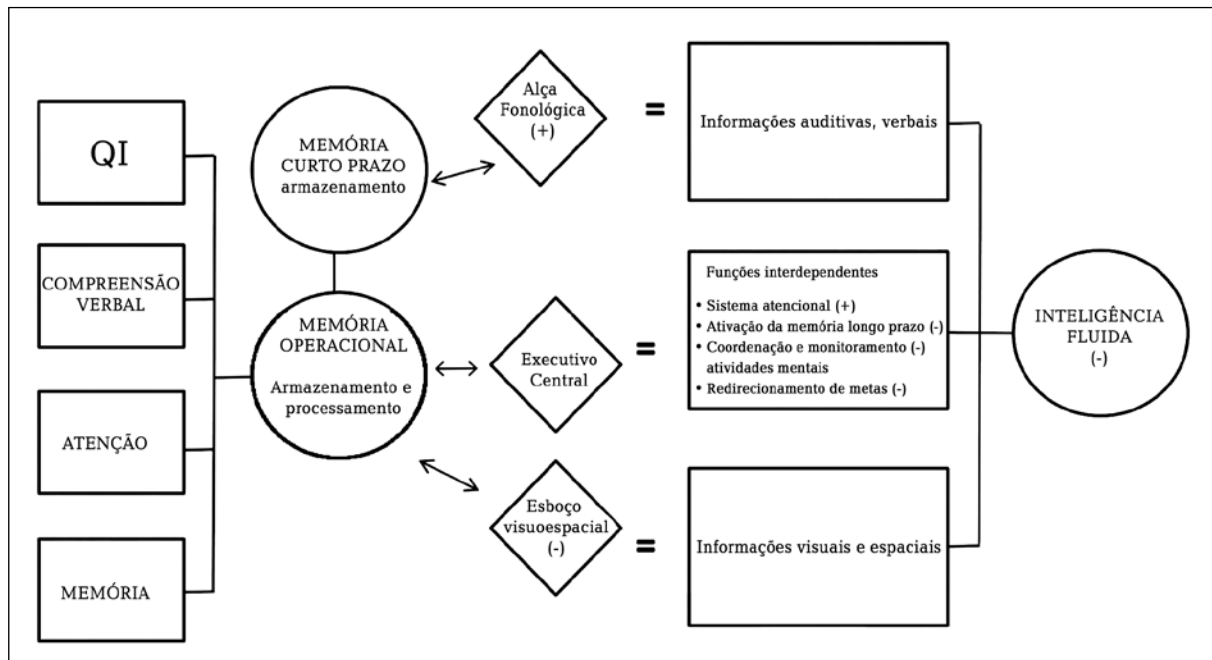 QI
COMPREENSÃO
VERBAL
ATENÇÃO
MEMÓRIA
MEMÓRIA
CURTO PRAZO
armazenamento
MEMÓRIA
OPERACIONAL
Armazenamento e
processamento
Alça
Fonológica
(+)
=
Informações auditivas, verbais
Executivo
Central
=
Funções interdependentes
• Sistema atencional (+)
• Ativação da memória longo prazo (-)
• Coordenação e monitoramento (-)
atividades mentais
• Redirecionamento de metas (-)
Esboço
visuoespacial
(-)
=
Informações visuais e espaciais
INTELIGÊNCIA
FLUIDA
(-)